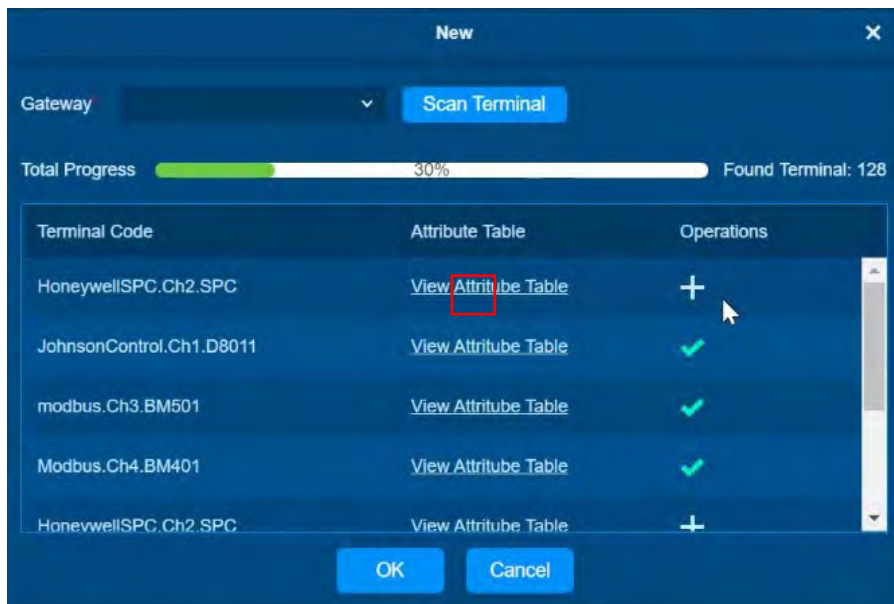 New
Gateway Scan Terminal
Total Progress 30% Found Terminal: 128
Terminal Code Attribute Table Operations
HoneywellSPC.Ch2.SPC View Attritube Table
JohnsonControl.Ch1.D8011 View Attritube Table
modbus.Ch3.BM501 View Attritube Table
Modbus.Ch4.BM401 View Attritube Table
HoneywellSPC.Ch2.SPC View Attritube Table
OK Cancel